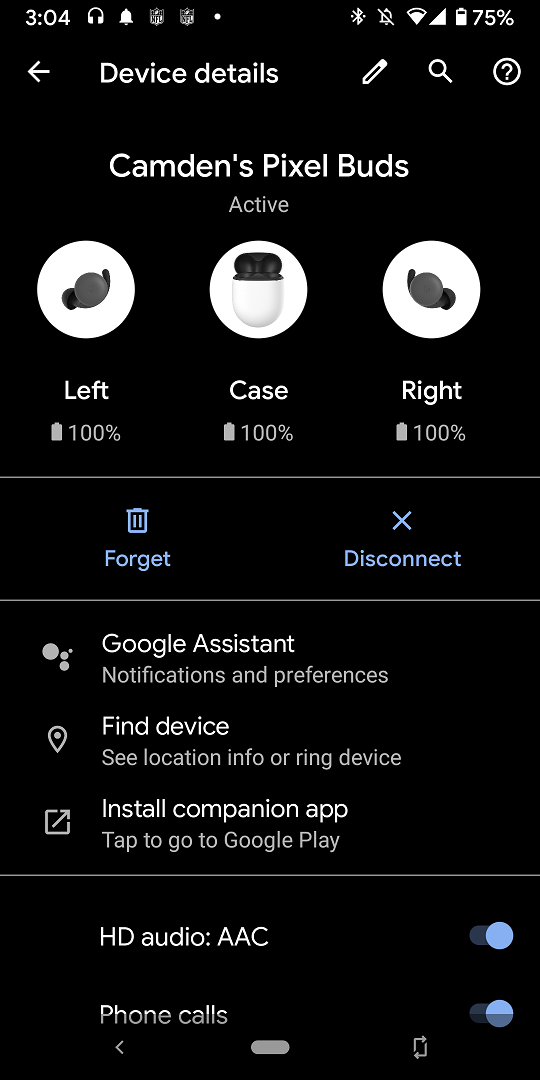 3:04 75%
Device details
Camden's Pixel Buds
Active
Left Case Right
100% 100% 100%
Forget Disconnect
Google Assistant
Notifications and preferences
Find device
See location info or ring device
Install companion app
Tap to go to Google Play
HD audio: AAC
Phone calls